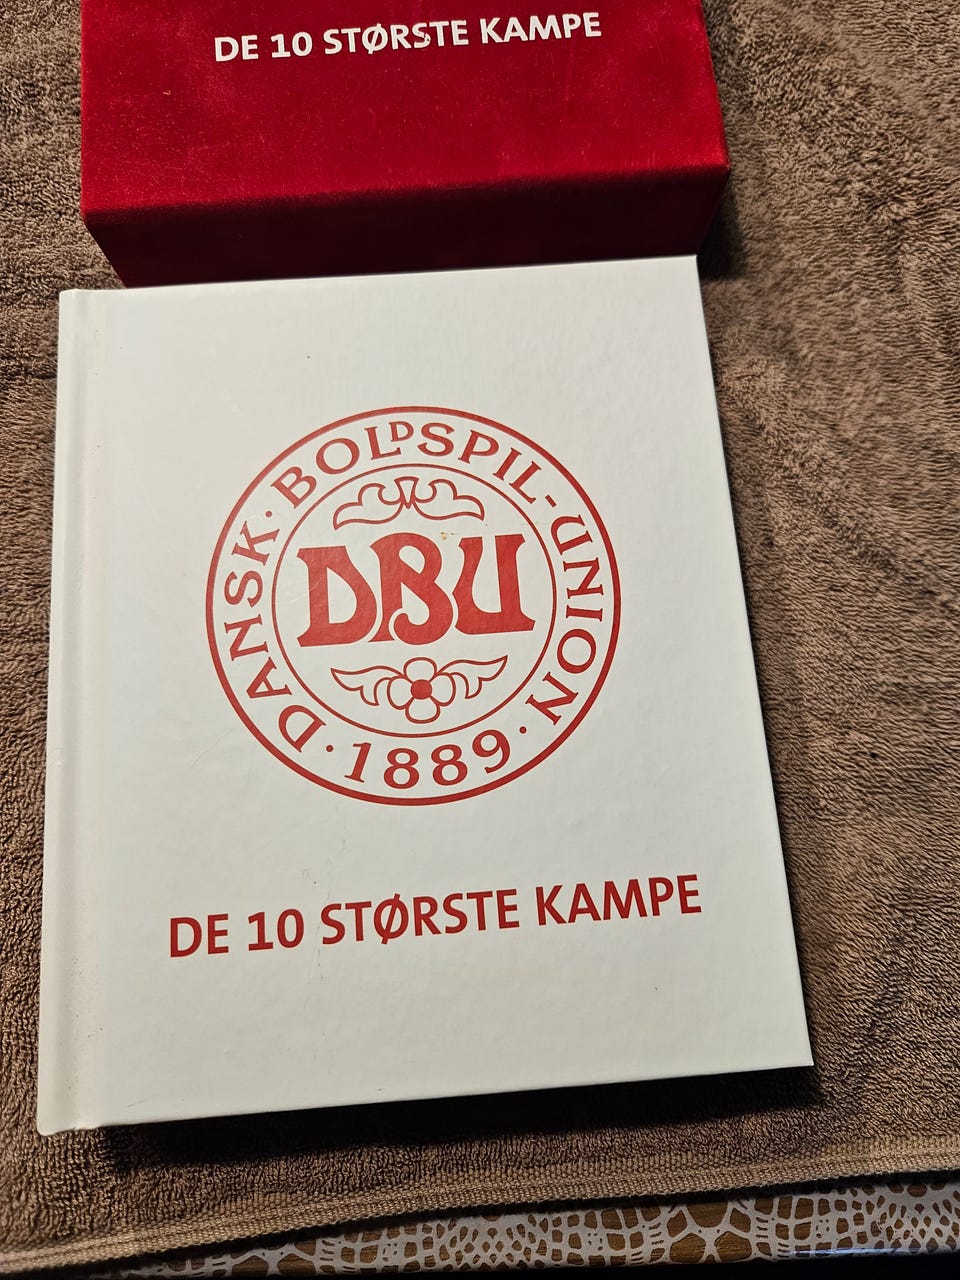 DE 10 STØRSTE KAMPE
DANSK · BOLDSPIL-UNION · 1889 ·
DBU
DE 10 STØRSTE KAMPE